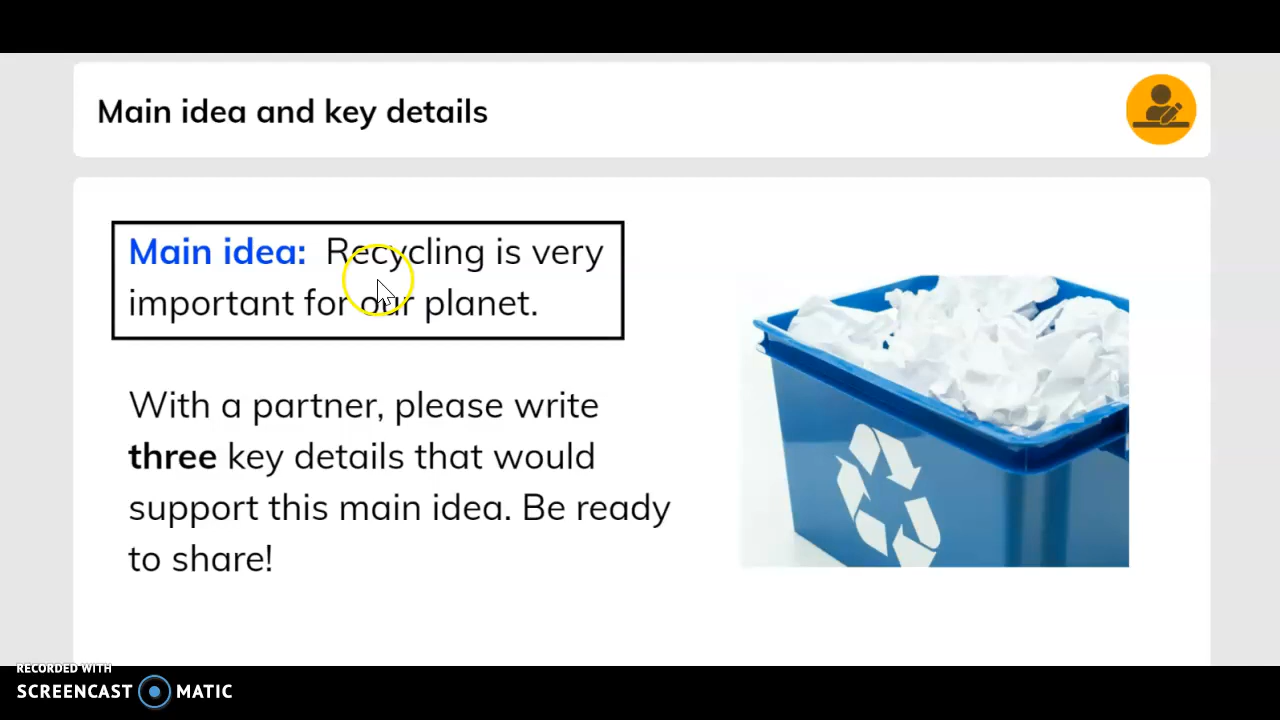 Main idea and key details
Main idea: Recycling is very
important for our planet.
With a partner, please write
three key details that would
support this main idea. Be ready
to share!
RECORDED WITH
SCREENCAST MATIC